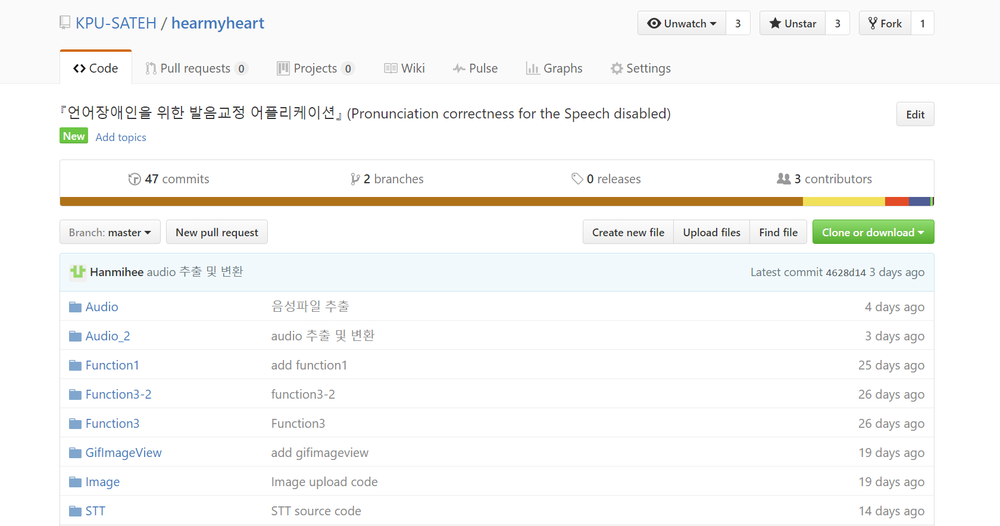 KPU-SATEH / hearmyheart
Unwatch 3
Unstar 3
Fork 1
Code
Pull requests 0
Projects 0
Wiki
Pulse
Graphs
Settings
『언어장애인을 위한 발음교정 어플리케이션』 (Pronunciation correctness for the Speech disabled)
Edit
New Add topics
47 commits
2 branches
0 releases
3 contributors
Branch: master
New pull request
Create new file
Upload files
Find file
Clone or download
Hanmihee audio 추출 및 변환
Latest commit 4628d14 3 days ago
Audio 음성파일 추출 4 days ago
Audio_2 audio 추출 및 변환 3 days ago
Function1 add function1 25 days ago
Function3-2 function3-2 26 days ago
Function3 Function3 26 days ago
GifImageView add gifimageview 19 days ago
Image Image upload code 19 days ago
STT STT source code 14 days ago